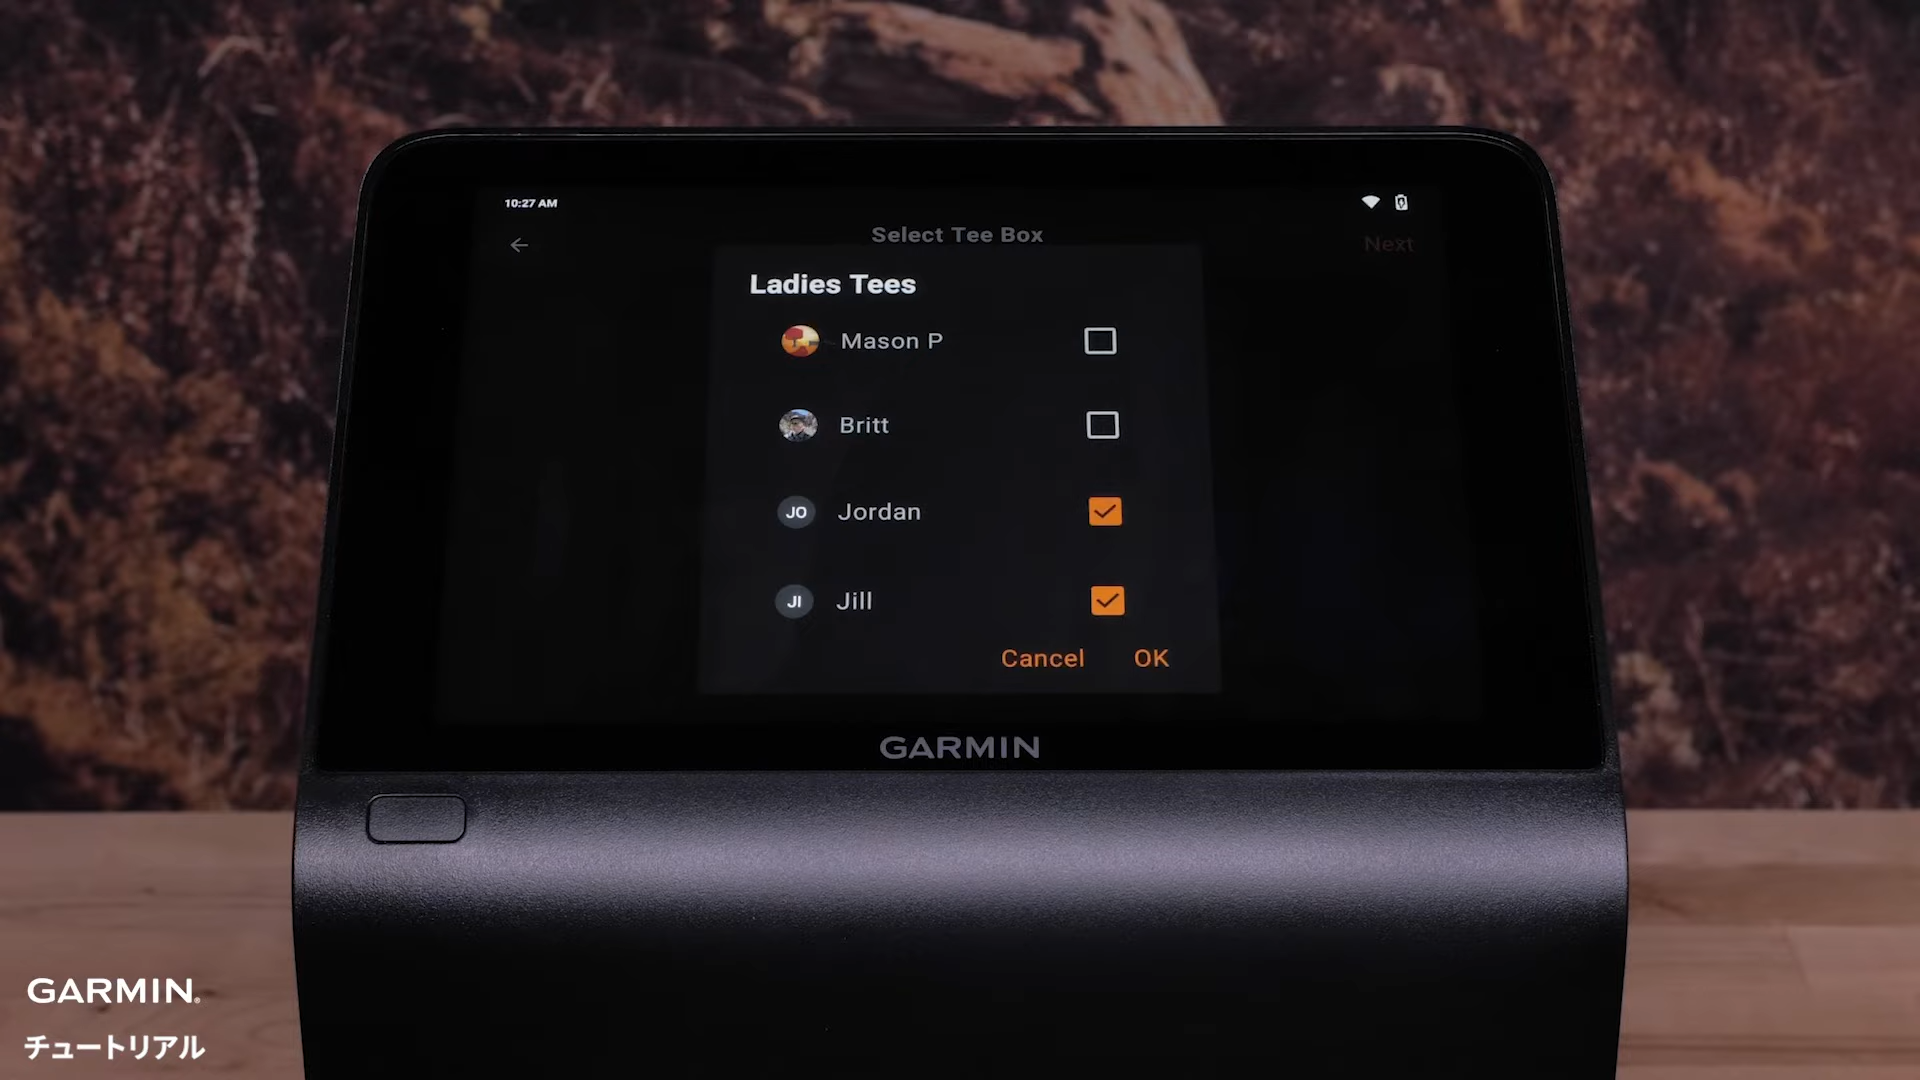 10:27 AM
Select Tee Box
Next
Ladies Tees
Mason P
Britt
JO Jordan
JI Jill
Cancel OK
GARMIN
GARMIN®
チュートリアル